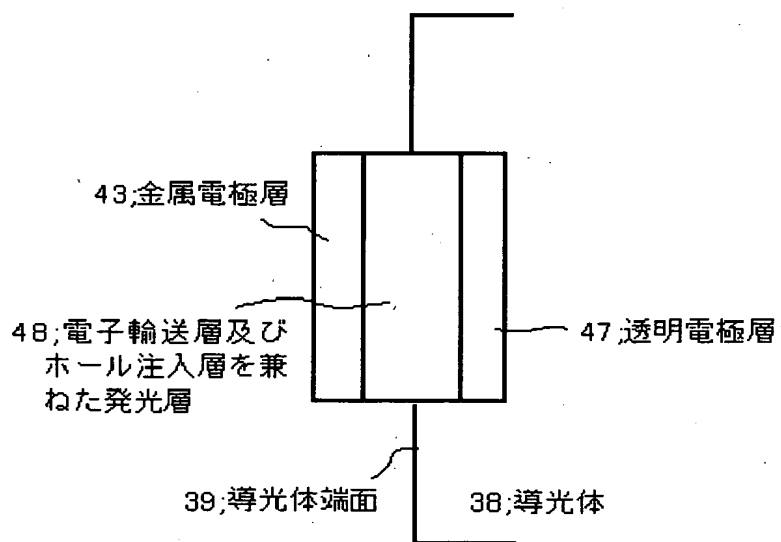 43;金属電極層
48;電子輸送層及び
ホール注入層を兼
ねた発光層
47;透明電極層
39;導光体端面
38;導光体